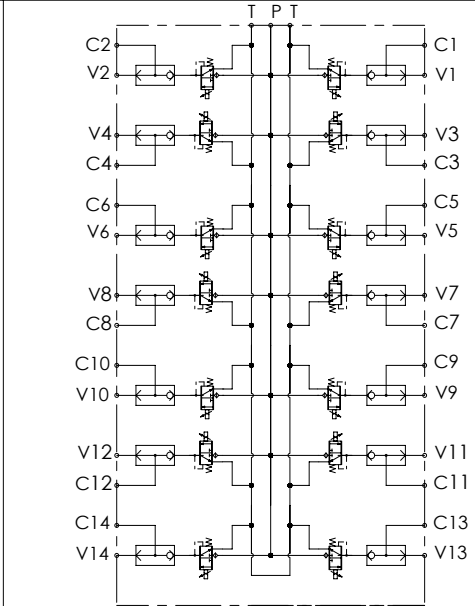 T P T
C2 C1
V2 V1
V4 V3
C4 C3
C6 C5
V6 V5
V8 V7
C8 C7
C10 C9
V10 V9
V12 V11
C12 C11
C14 C13
V14 V13